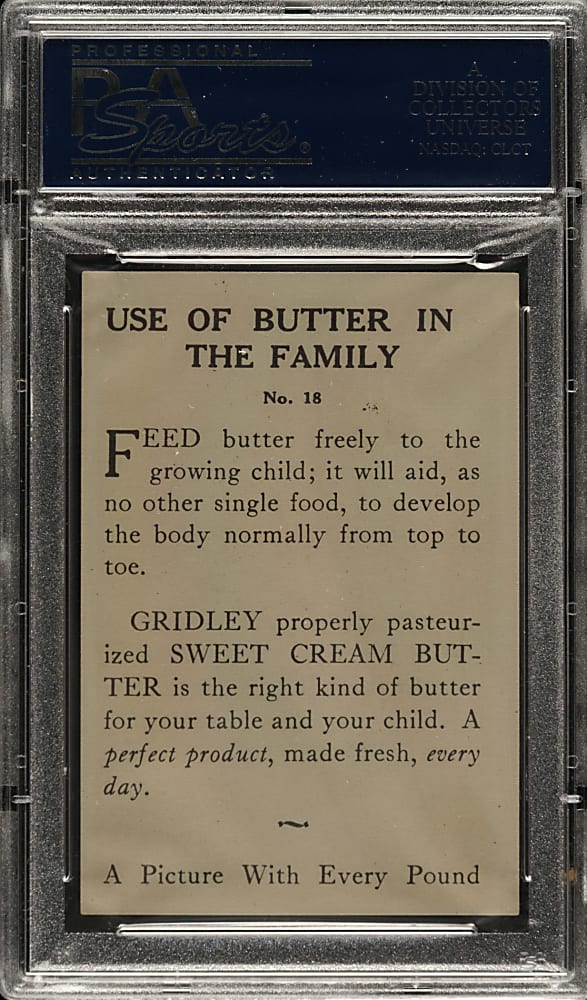 PROFESSIONAL
PSA
Sports®
AUTHENTICATOR
A
DIVISION OF
COLLECTORS
UNIVERSE
NASDAQ: CLCT
USE OF BUTTER IN
THE FAMILY
No. 18
FEED butter freely to the
growing child; it will aid, as
no other single food, to develop
the body normally from top to
toe.
GRIDLEY properly pasteur-
ized SWEET CREAM BUT-
TER is the right kind of butter
for your table and your child. A
perfect product, made fresh, every
day.
A Picture With Every Pound